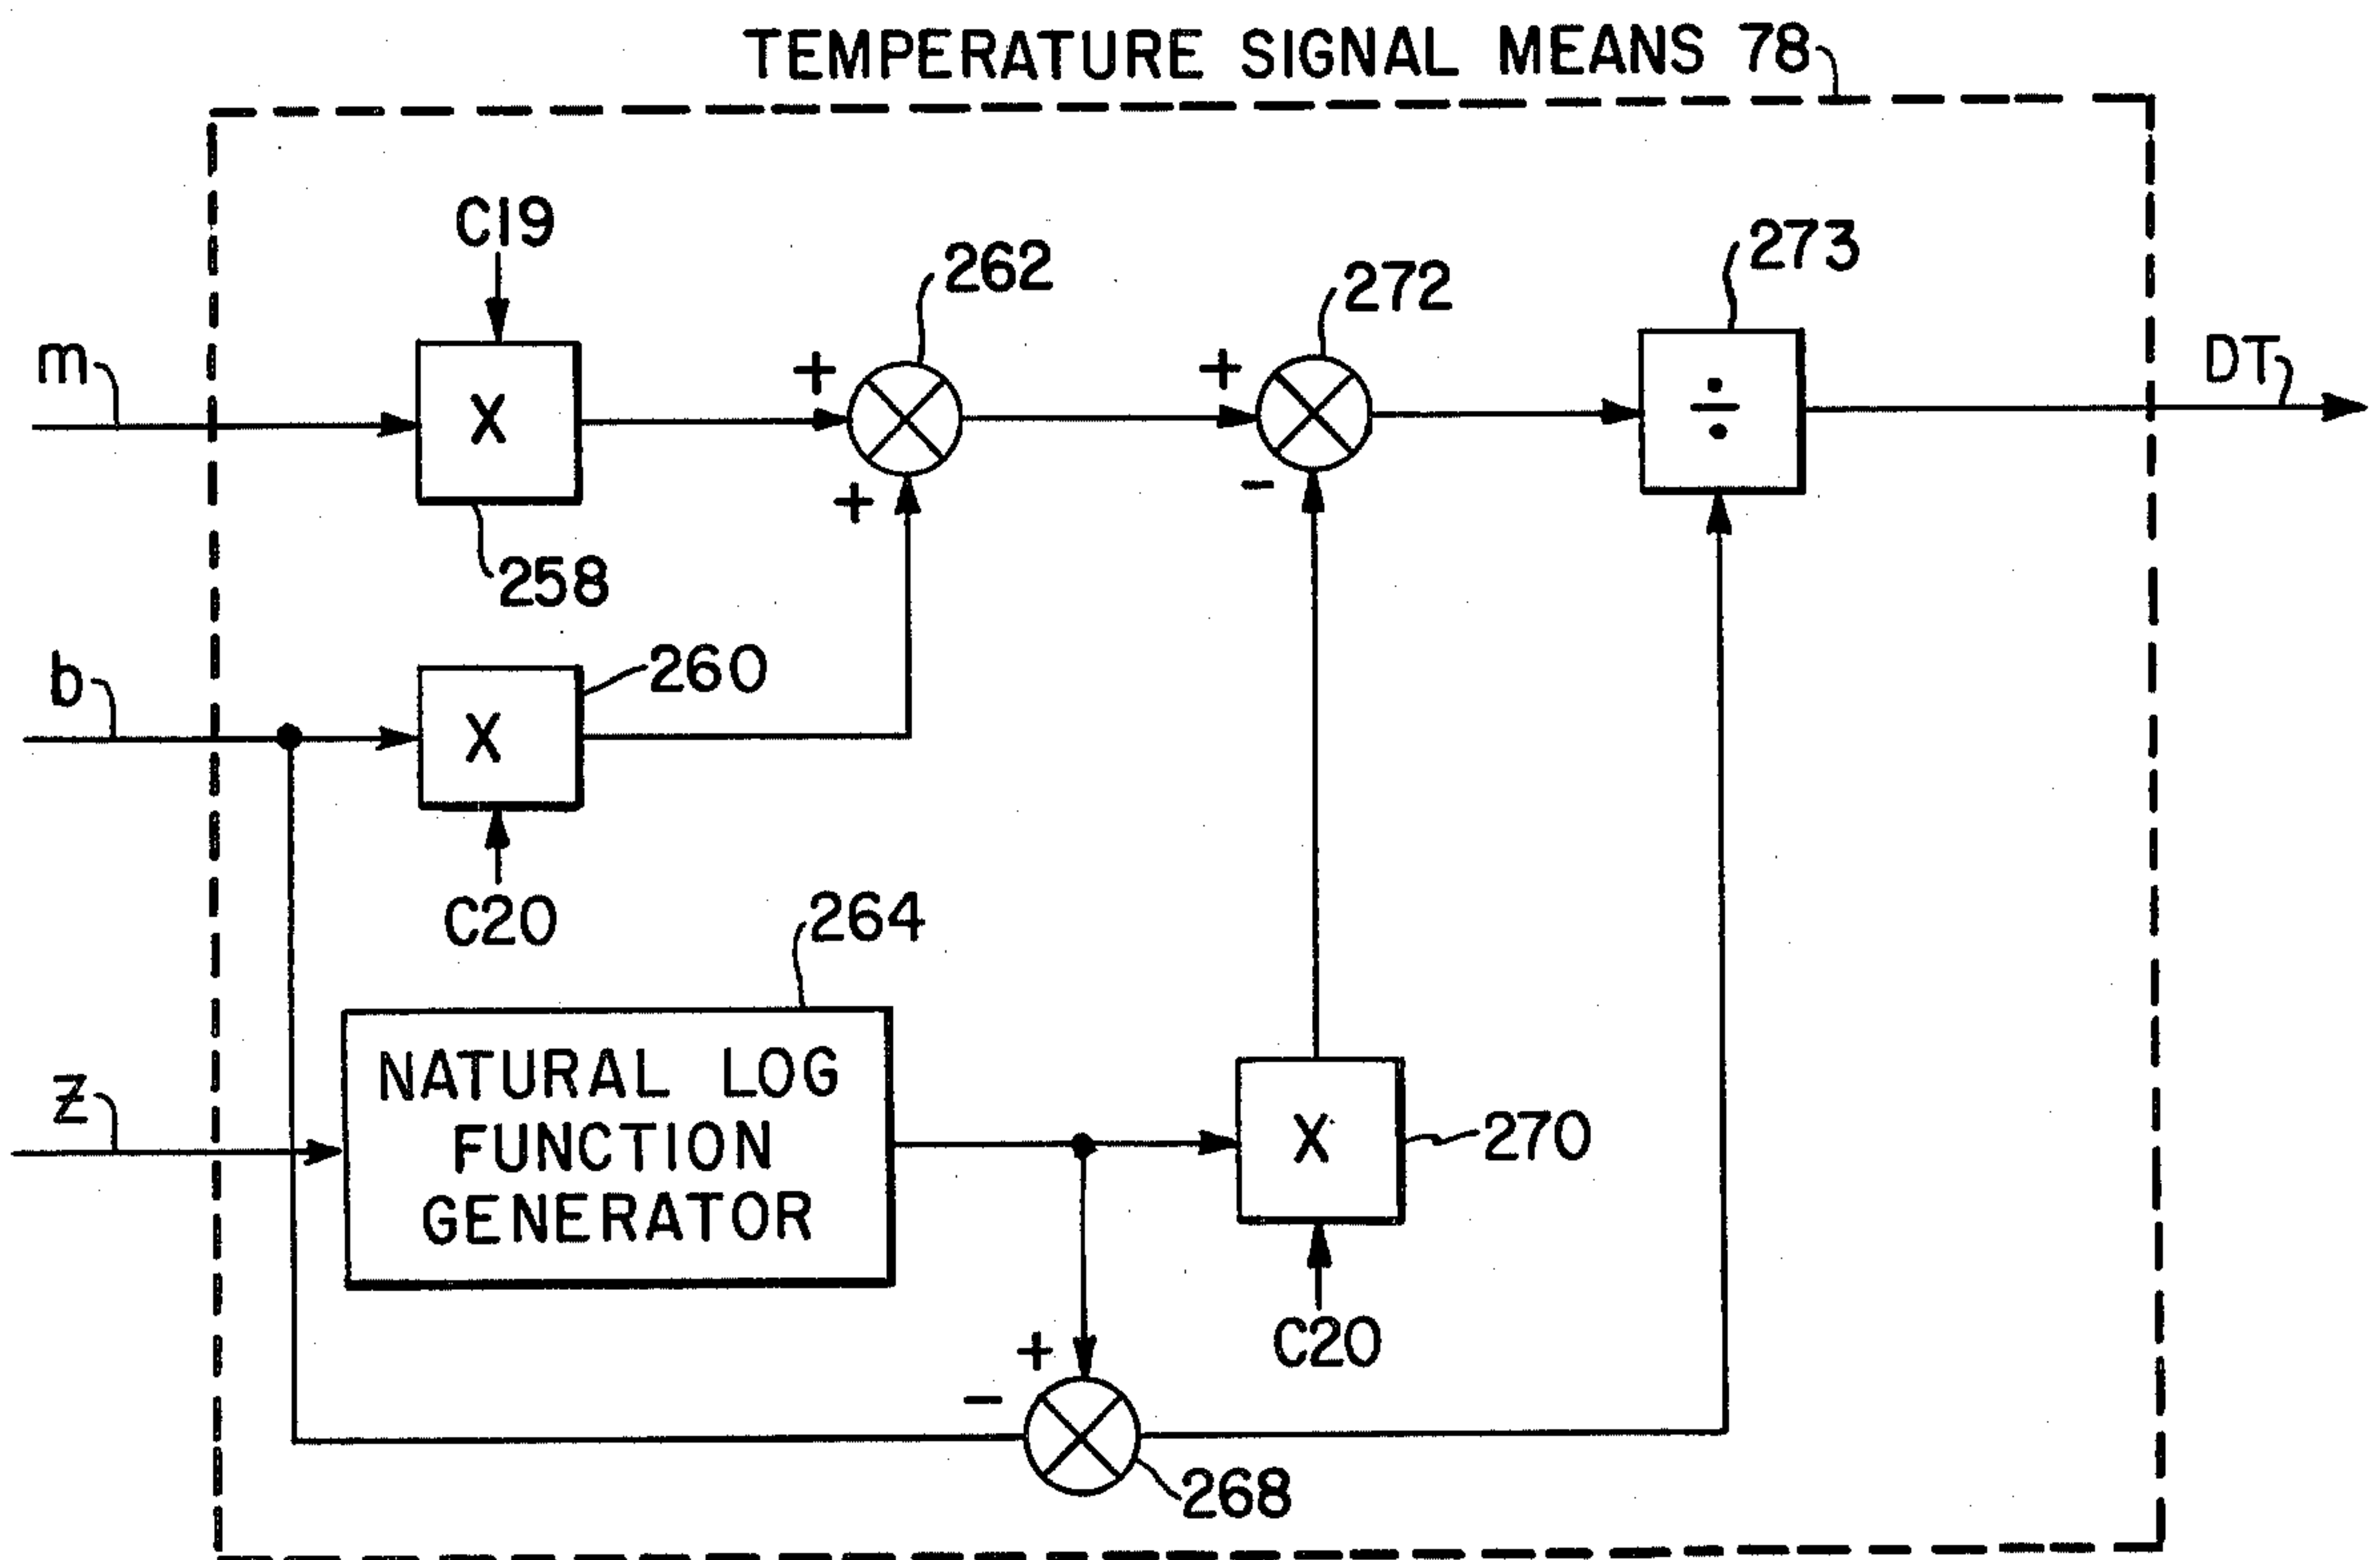 TEMPERATURE SIGNAL MEANS 78
C19
262
272
273
m
+
+
DT
X
÷
+
-
258
b
260
X
C20
264
Z
NATURAL LOG
FUNCTION
GENERATOR
X
270
C20
+
-
268